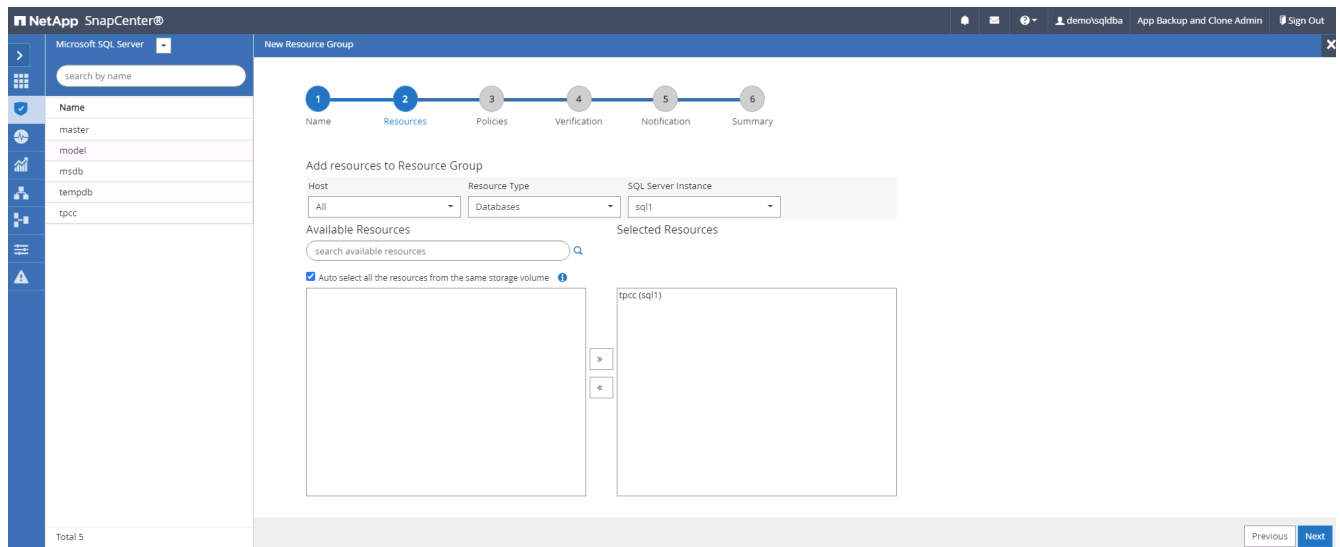 NetApp SnapCenter®
demo\sqldba App Backup and Clone Admin Sign Out
Microsoft SQL Server
search by name
Name
master
model
msdb
tempdb
tpcc
Total 5
New Resource Group
1 2 3 4 5 6
Name Resources Policies Verification Notification Summary
Add resources to Resource Group
Host Resource Type SQL Server Instance
All Databases sql1
Available Resources Selected Resources
search available resources
Auto select all the resources from the same storage volume
tpcc (sql1)
Previous Next